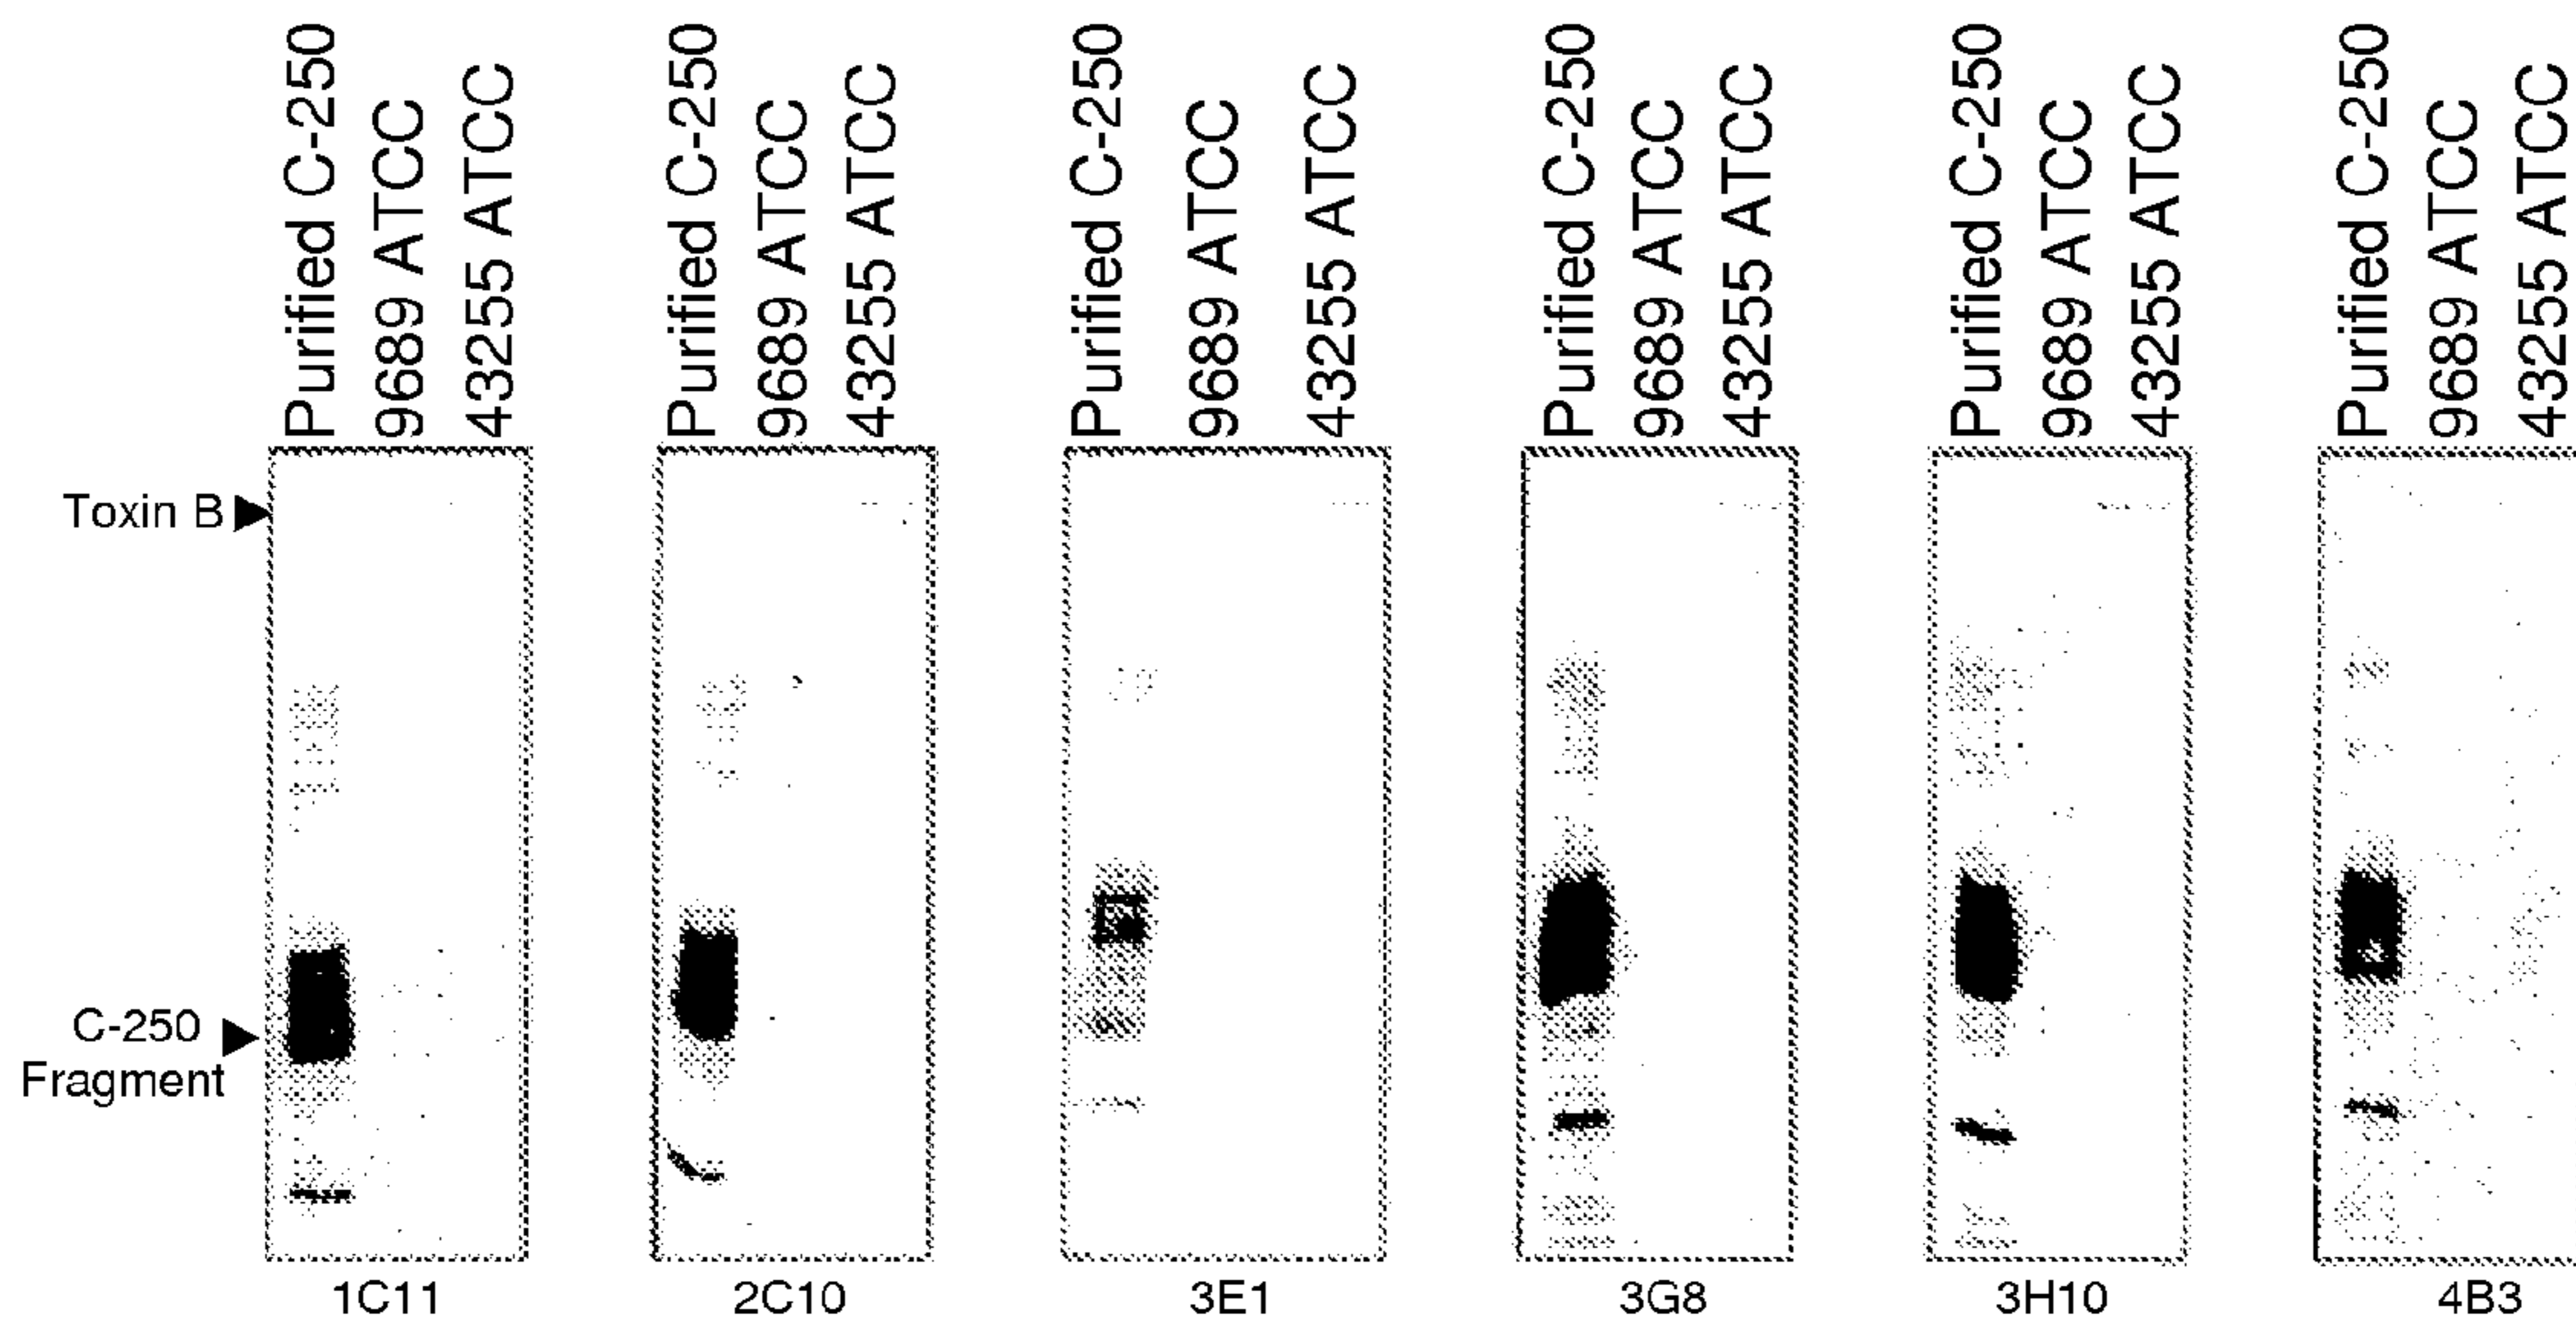 Purified C-250
9689 ATCC
43255 ATCC
Purified C-250
9689 ATCC
43255 ATCC
Purified C-250
9689 ATCC
43255 ATCC
Purified C-250
9689 ATCC
43255 ATCC
Purified C-250
9689 ATCC
43255 ATCC
Purified C-250
9689 ATCC
43255 ATCC
Toxin B
C-250
Fragment
1C11
2C10
3E1
3G8
3H10
4B3